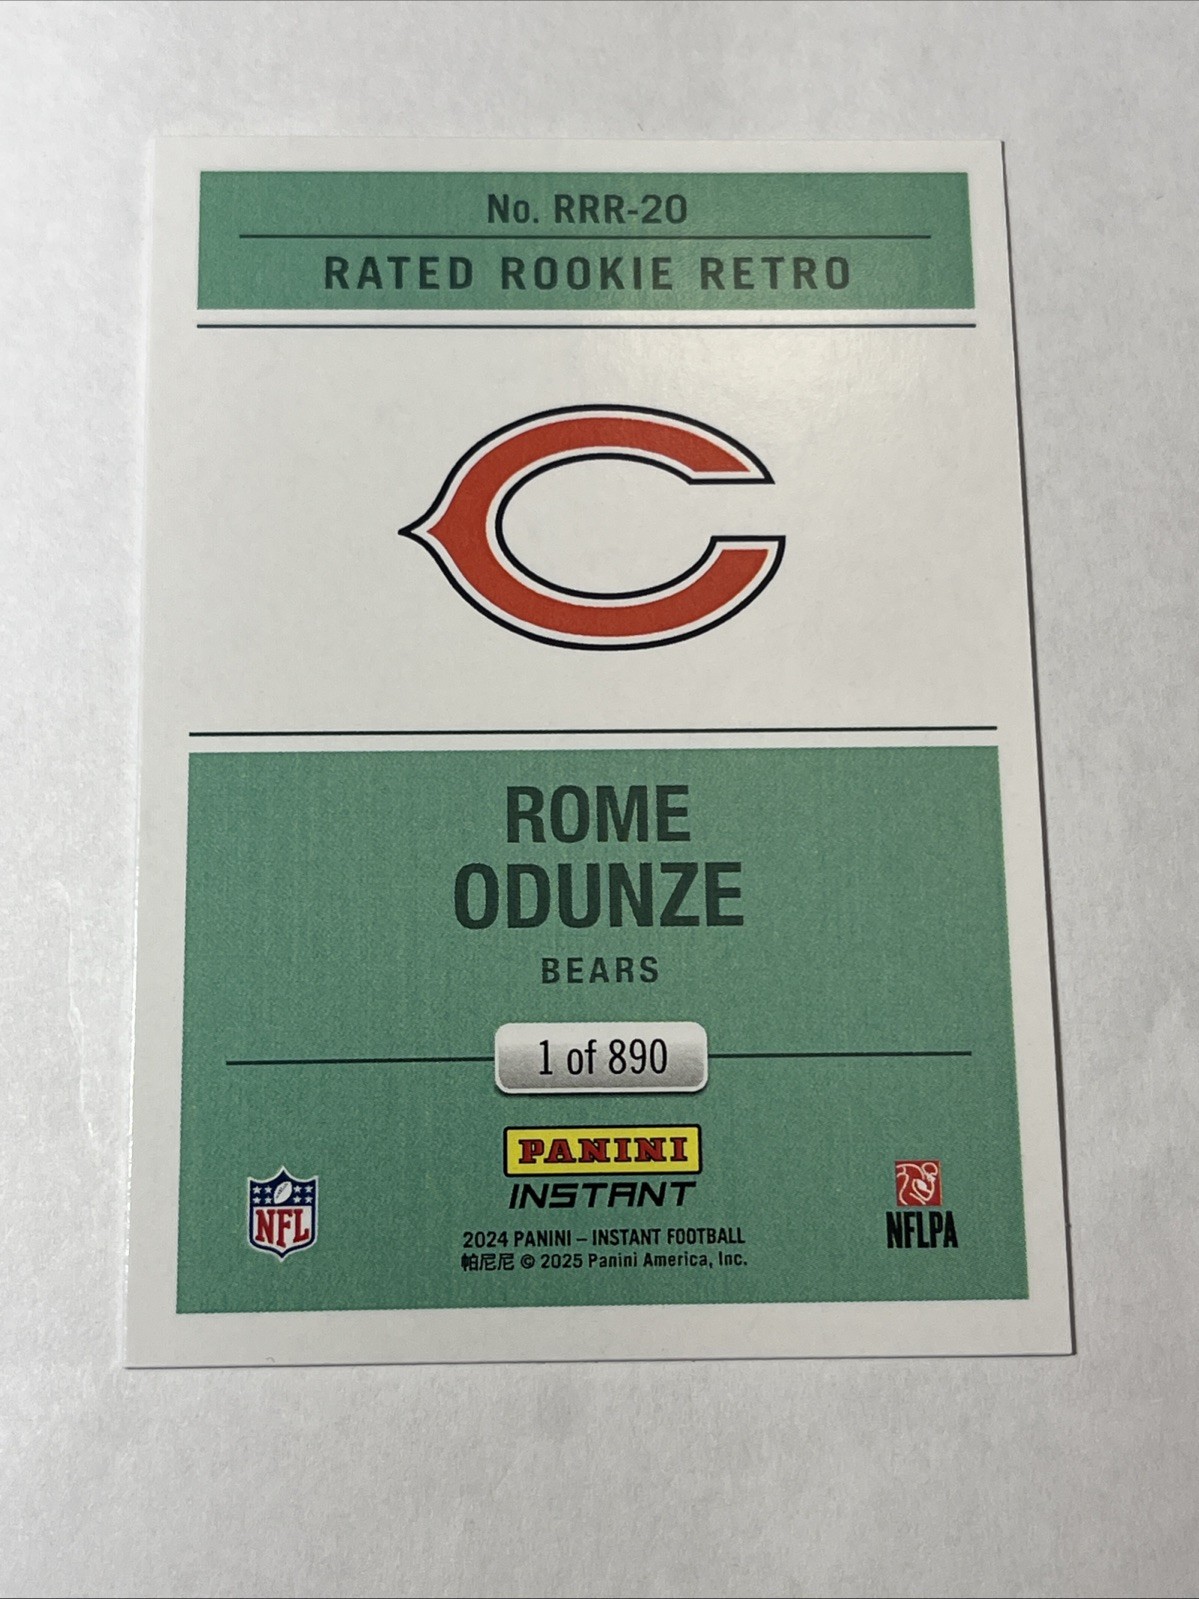 No. RRR-20
RATED ROOKIE RETRO
ROME
ODUNZE
BEARS
1 of 890
PANINI
INSTANT
NFL
NFLPA
2024 PANINI – INSTANT FOOTBALL
帕尼尼 © 2025 Panini America, Inc.